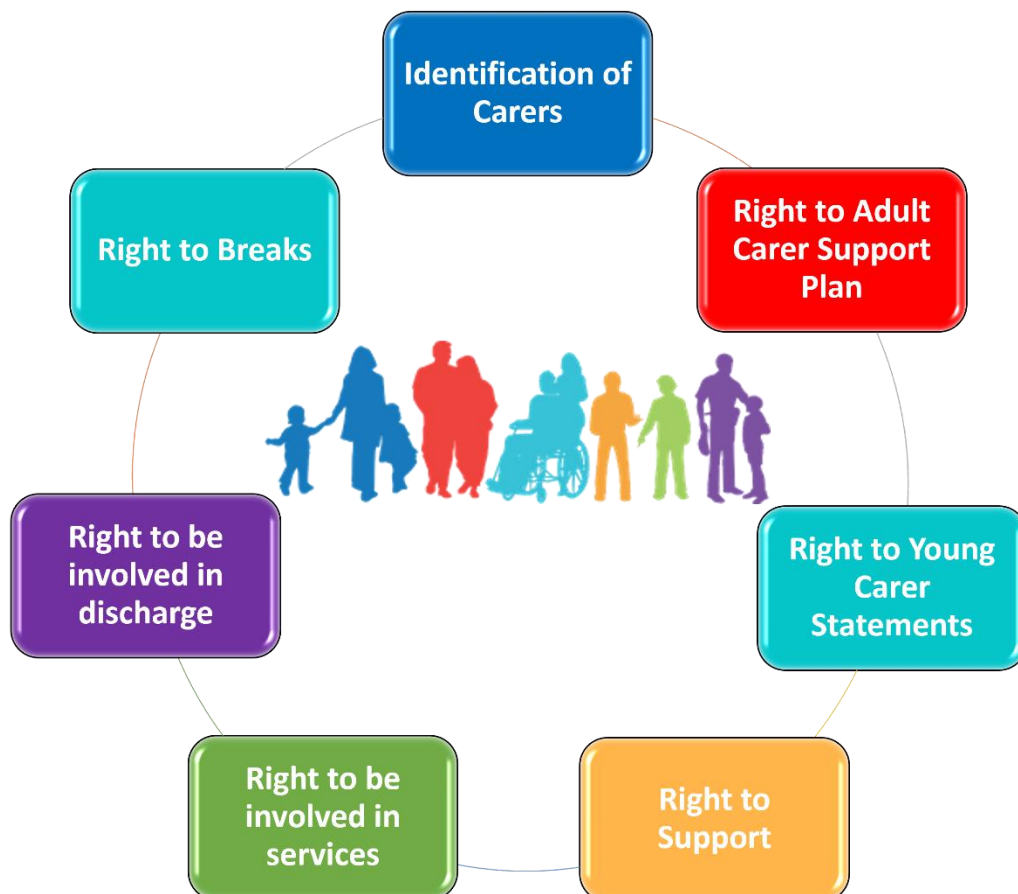 Identification of
Carers
Right to Adult
Carer Support
Plan
Right to Young
Carer
Statements
Right to
Support
Right to be
involved in
services
Right to be
involved in
discharge
Right to Breaks